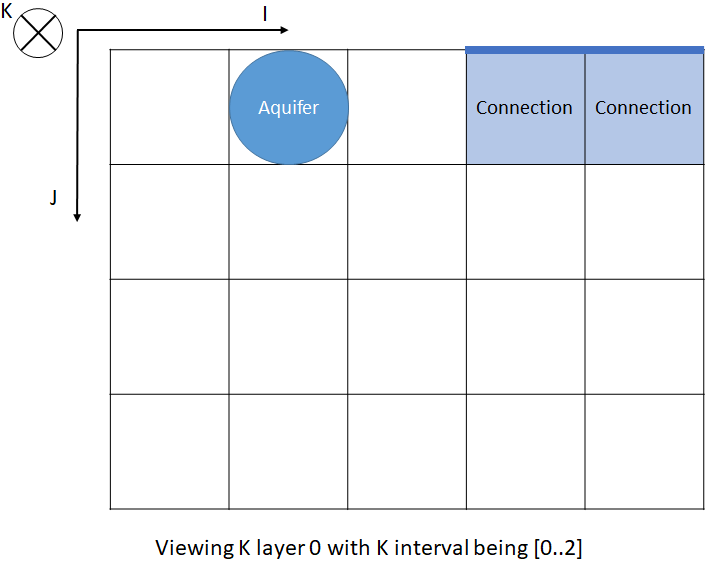 K
I
Aquifer
Connection
Connection
J
Viewing K layer 0 with K interval being [0..2]